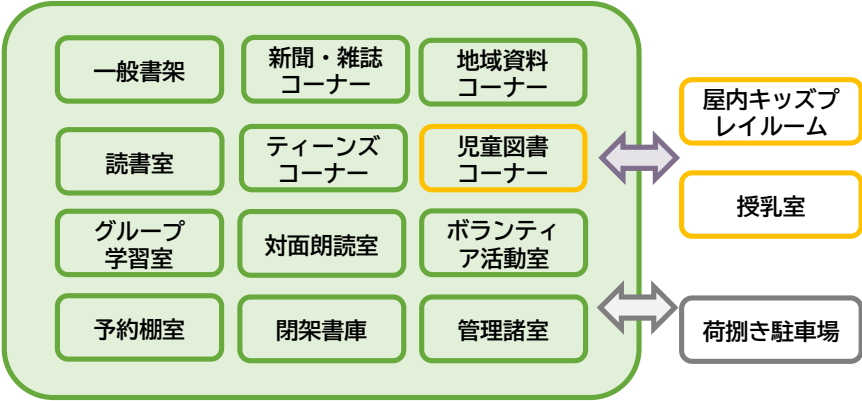 一般書架
新聞・雑誌
コーナー
地域資料
コーナー
読書室
ティーンズ
コーナー
児童図書
コーナー
グループ
学習室
対面朗読室
ボランティ
ア活動室
予約棚室
閉架書庫
管理諸室
屋内キッズプ
レイルーム
授乳室
荷捌き駐車場